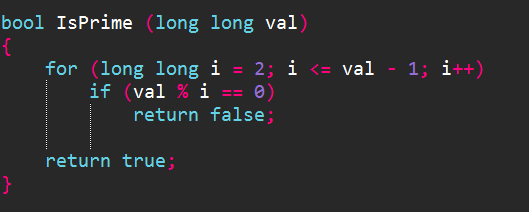 bool IsPrime (long long val)
{
    for (long long i = 2; i <= val - 1; i++)
        if (val % i == 0)
            return false;

    return true;
}